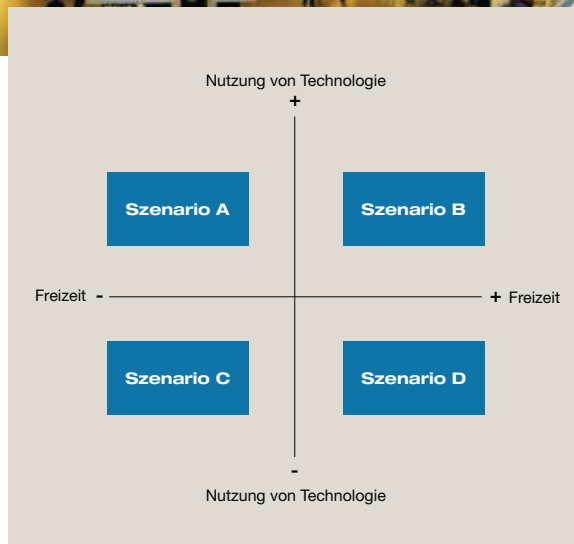 Nutzung von Technologie
+
Szenario A
Szenario B
Freizeit -
+ Freizeit
Szenario C
Szenario D
-
Nutzung von Technologie